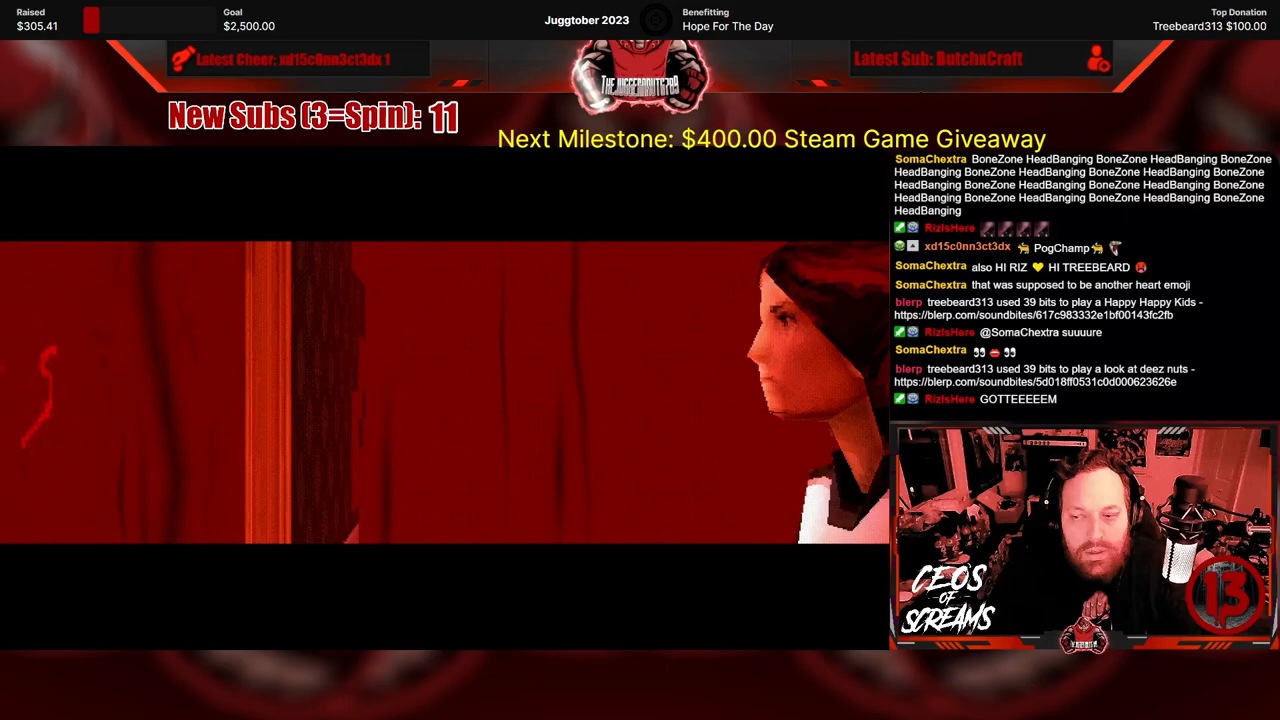 Raised
$305.41
Goal
$2,500.00
Juggtober 2023
Benefitting
Hope For The Day
Top Donation
Treebeard313 $100.00
Latest Cheer: xd15c0nn3ct3dx 1
THEJUGGERNAUT6789
Latest Sub: ButchxCraft
New Subs (3=Spin): 11
Next Milestone: $400.00 Steam Game Giveaway
SomaChextra BoneZone HeadBanging BoneZone HeadBanging BoneZone
HeadBanging BoneZone HeadBanging BoneZone HeadBanging BoneZone
HeadBanging BoneZone HeadBanging BoneZone HeadBanging BoneZone
HeadBanging BoneZone HeadBanging BoneZone HeadBanging BoneZone
HeadBanging
RizIsHere
xd15c0nn3ct3dx PogChamp
SomaChextra also HI RIZ 💛 HI TREEBEARD 🥵
SomaChextra that was supposed to be another heart emoji
blerp treebeard313 used 39 bits to play a Happy Happy Kids -
https://blerp.com/soundbites/617c983332e1bf00143fc2fb
RizIsHere @SomaChextra suuuure
SomaChextra 👀 👄 👀
blerp treebeard313 used 39 bits to play a look at deez nuts -
https://blerp.com/soundbites/5d018ff0531c0d000623626e
RizIsHere GOTTEEEEEM
CEOS
OF
SCREAMS
13